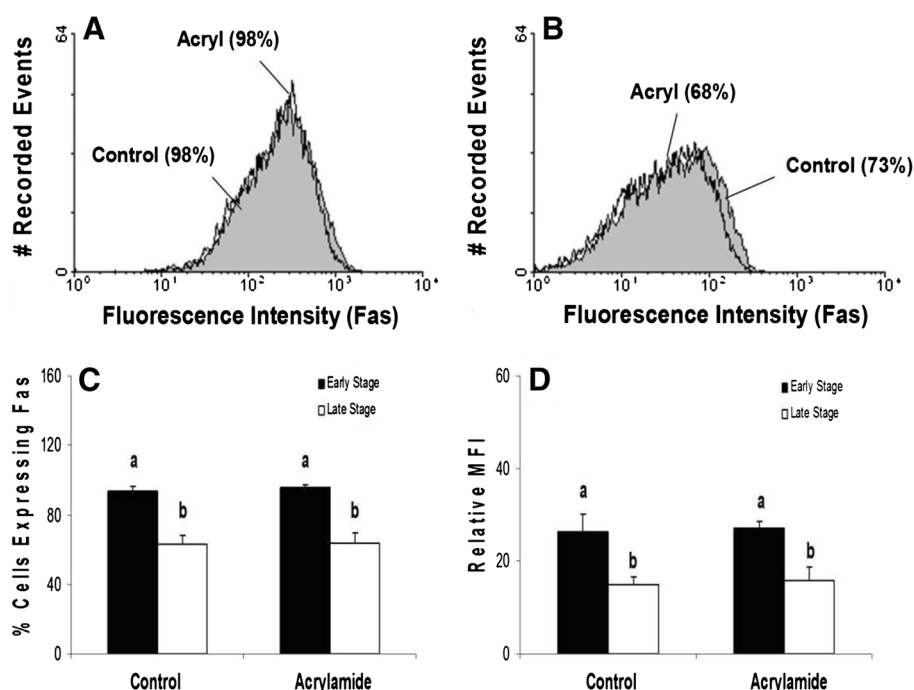 A
64
Acryl (98%)
Control (98%)
# Recorded Events
0
10⁰ 10¹ 10² 10³ 10⁴
Fluorescence Intensity (Fas)
B
64
Acryl (68%)
Control (73%)
# Recorded Events
0
10⁰ 10¹ 10² 10³ 10⁴
Fluorescence Intensity (Fas)
C
% Cells Expressing Fas
160
120
80
40
0
Early Stage
Late Stage
a
b
a
b
Control
Acrylamide
D
Relative MFI
60
40
20
0
Early Stage
Late Stage
a
b
a
b
Control
Acrylamide